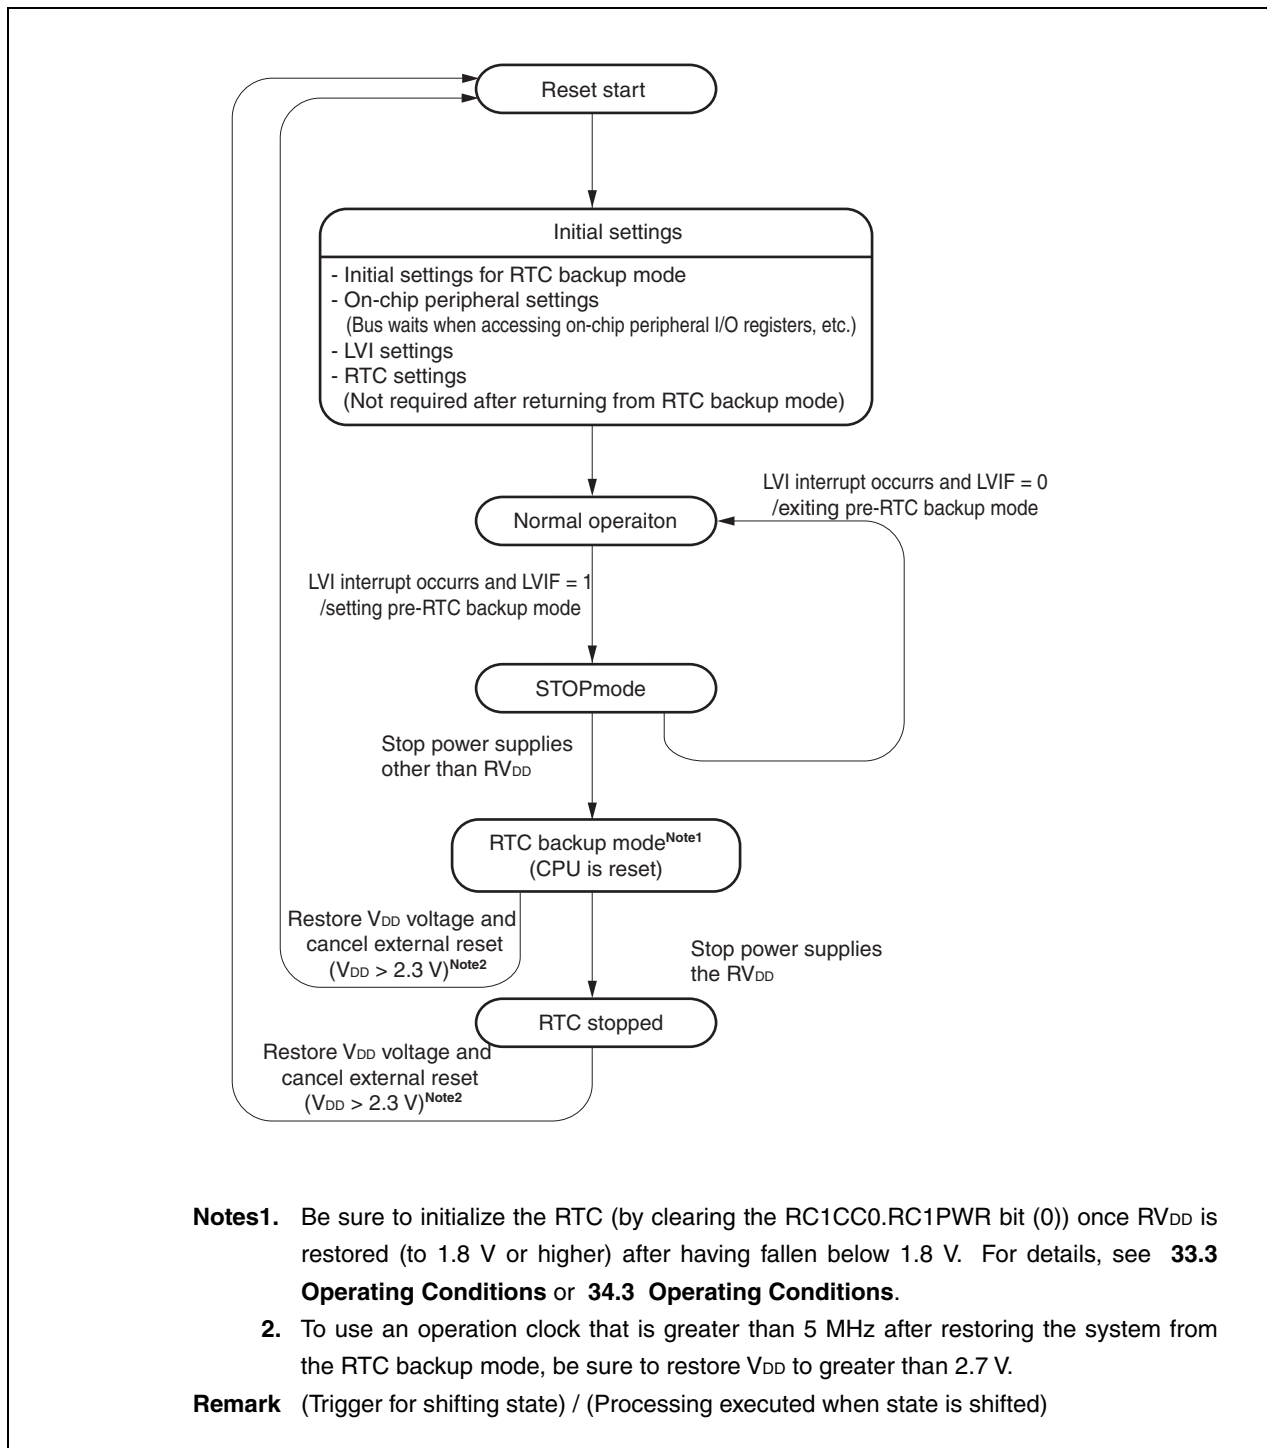 Reset start
Initial settings
- Initial settings for RTC backup mode
- On-chip peripheral settings
(Bus waits when accessing on-chip peripheral I/O registers, etc.)
- LVI settings
- RTC settings
(Not required after returning from RTC backup mode)
LVI interrupt occurrs and LVIF = 0
/exiting pre-RTC backup mode
Normal operaiton
LVI interrupt occurrs and LVIF = 1
/setting pre-RTC backup mode
STOPmode
Stop power supplies
other than RVDD
RTC backup modeNote1
(CPU is reset)
Restore VDD voltage and
cancel external reset
(VDD > 2.3 V)Note2
Stop power supplies
the RVDD
RTC stopped
Restore VDD voltage and
cancel external reset
(VDD > 2.3 V)Note2
Notes1. Be sure to initialize the RTC (by clearing the RC1CC0.RC1PWR bit (0)) once RVDD is
restored (to 1.8 V or higher) after having fallen below 1.8 V. For details, see 33.3
Operating Conditions or 34.3 Operating Conditions.
2. To use an operation clock that is greater than 5 MHz after restoring the system from
the RTC backup mode, be sure to restore VDD to greater than 2.7 V.
Remark (Trigger for shifting state) / (Processing executed when state is shifted)